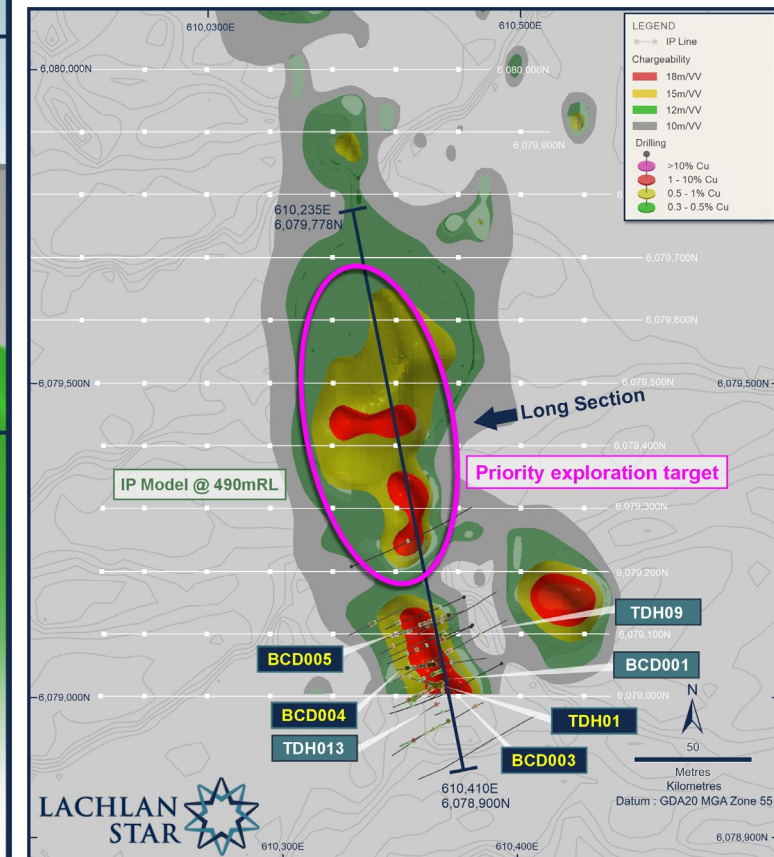 610,0300E
610,500E
6,080,000N
6,080,000N
LEGEND
IP Line
Chargeability
18m/VV
15m/VV
12m/VV
10m/VV
Drilling
>10% Cu
1 - 10% Cu
0.5 - 1% Cu
0.3 - 0.5% Cu
6,079,900N
610,235E
6,079,778N
6,079,700N
6,079,600N
6,079,500N
6,079,500N
6,079,500N
Long Section
6,079,400N
Priority exploration target
IP Model @ 490mRL
6,079,300N
6,079,200N
TDH09
6,079,100N
BCD005
BCD001
6,079,000N
6,079,000N
N
BCD004
TDH01
TDH013
BCD003
50
Metres
Kilometres
Datum : GDA20 MGA Zone 55
610,410E
6,078,900N
LACHLAN
STAR
610,300E
610,400E
6,078,900N